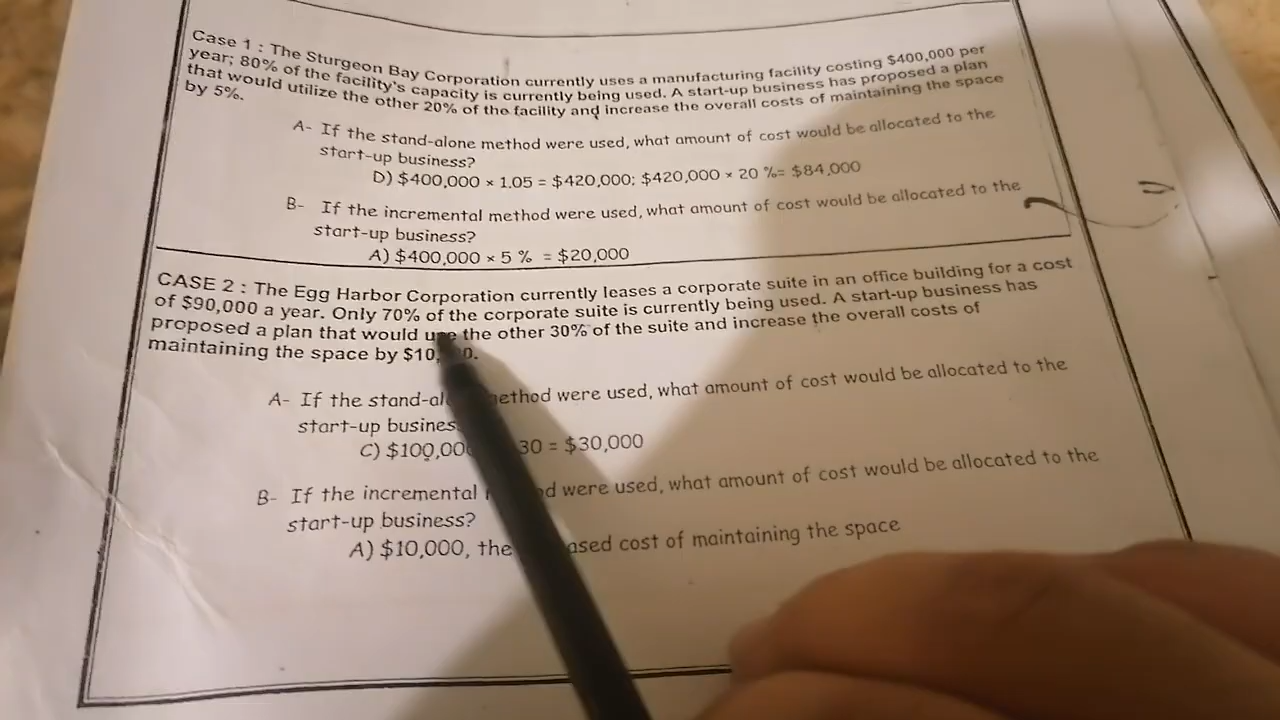 Case 1 : The Sturgeon Bay Corporation currently uses a manufacturing facility costing $400,000 per
year; 80% of the facility's capacity is currently being used. A start-up business has proposed a plan
that would utilize the other 20% of the facility and increase the overall costs of maintaining the space
by 5%.
A- If the stand-alone method were used, what amount of cost would be allocated to the
start-up business?
D) $400,000 × 1.05 = $420,000; $420,000 × 20 %= $84,000
B- If the incremental method were used, what amount of cost would be allocated to the
start-up business?
A) $400,000 × 5 % = $20,000
CASE 2 : The Egg Harbor Corporation currently leases a corporate suite in an office building for a cost
of $90,000 a year. Only 70% of the corporate suite is currently being used. A start-up business has
proposed a plan that would use the other 30% of the suite and increase the overall costs of
maintaining the space by
A- If the method were used, what amount of cost would be allocated to the
start-up
C) 30 = $30,000
B- If the incremental were used, what amount of cost would be allocated to the
start-up business?
A) $10,000, the cost of maintaining the space